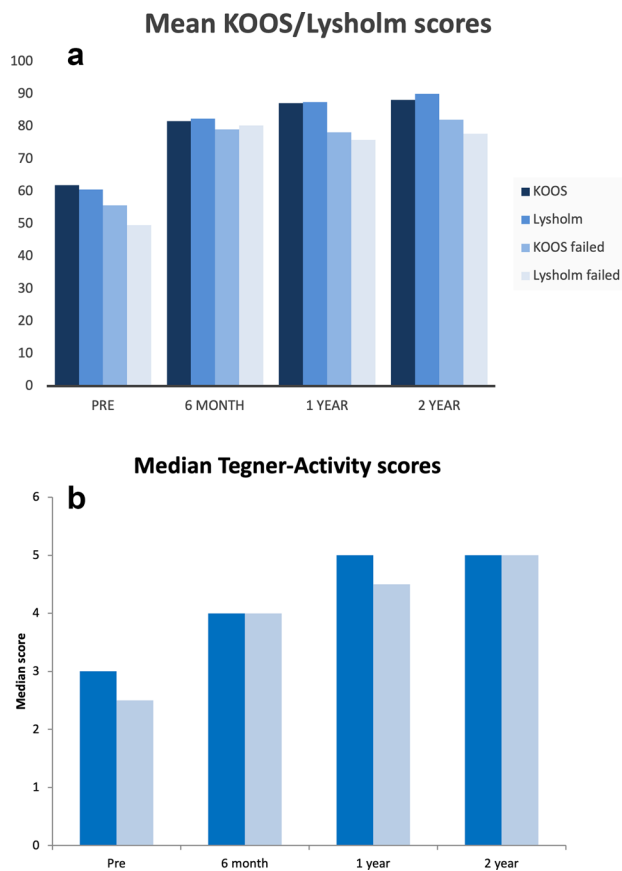 Mean KOOS/Lysholm scores
a
100
90
80
70
60
50
40
30
20
10
0
PRE 6 MONTH 1 YEAR 2 YEAR
KOOS
Lysholm
KOOS failed
Lysholm failed
Median Tegner-Activity scores
b
6
5
4
3
2
1
0
Median score
Pre 6 month 1 year 2 year